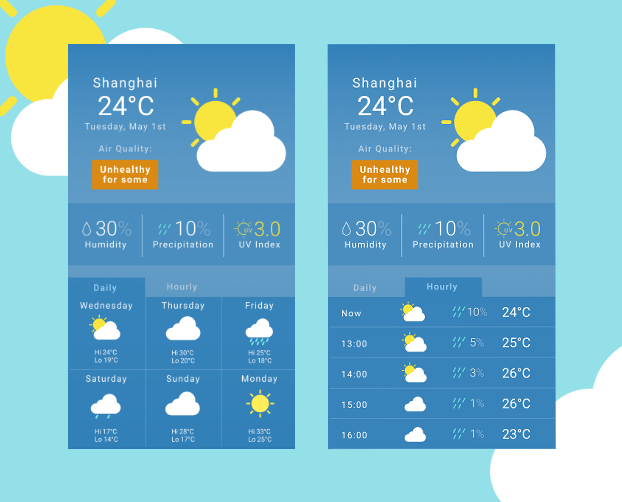 Shanghai
24°C
Tuesday, May 1st
Air Quality:
Unhealthy
for some
30%
Humidity
10%
Precipitation
UV 3.0
UV Index
Daily
Hourly
Wednesday
Hi 24°C
Lo 19°C
Thursday
Hi 30°C
Lo 20°C
Friday
Hi 25°C
Lo 18°C
Saturday
Hi 17°C
Lo 14°C
Sunday
Hi 28°C
Lo 17°C
Monday
Hi 33°C
Lo 25°C
Shanghai
24°C
Tuesday, May 1st
Air Quality:
Unhealthy
for some
30%
Humidity
10%
Precipitation
UV 3.0
UV Index
Daily
Hourly
Now 10% 24°C
13:00 5% 25°C
14:00 3% 26°C
15:00 1% 26°C
16:00 1% 23°C